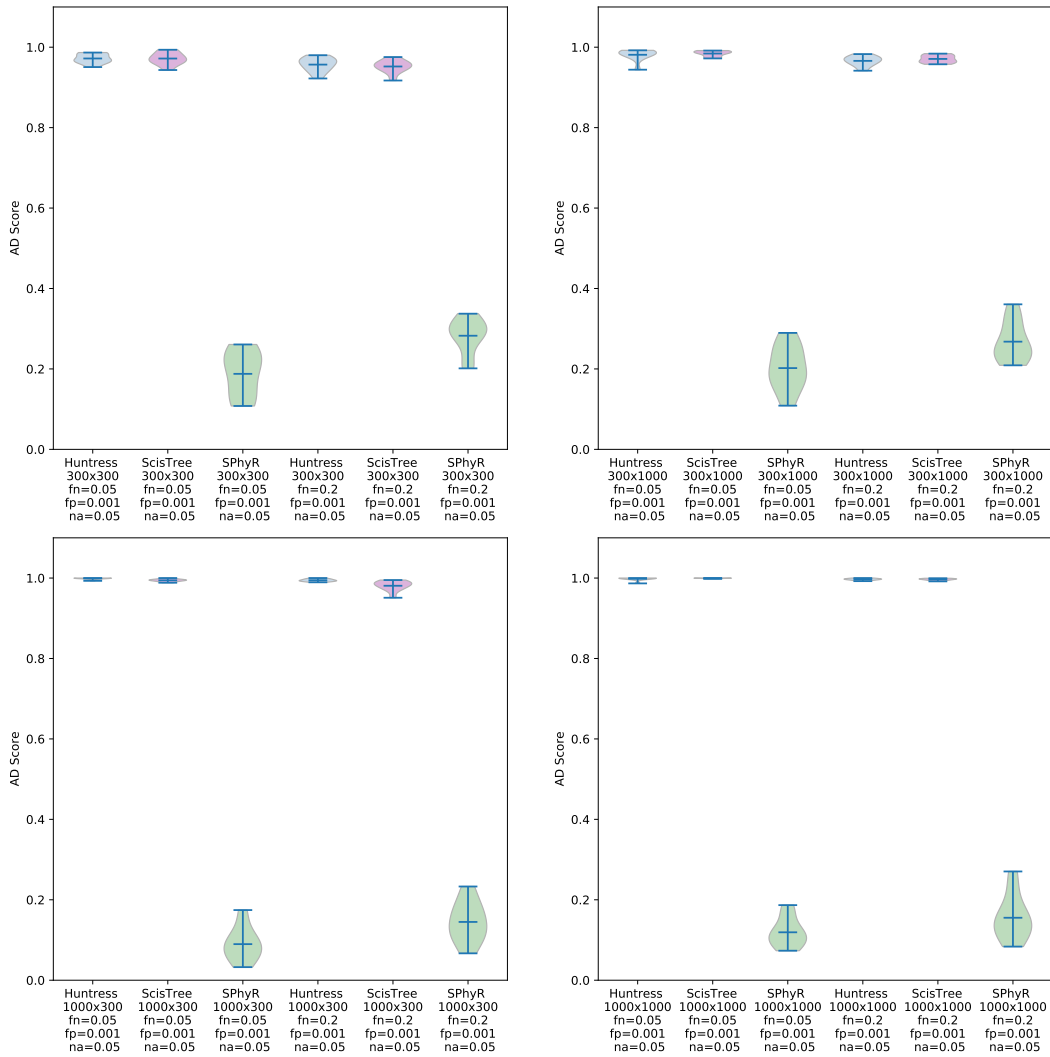 AD Score
1.0
0.8
0.6
0.4
0.2
0.0
Huntress
300x300
fn=0.05
fp=0.001
na=0.05
ScisTree
300x300
fn=0.05
fp=0.001
na=0.05
SPhyR
300x300
fn=0.05
fp=0.001
na=0.05
Huntress
300x300
fn=0.2
fp=0.001
na=0.05
ScisTree
300x300
fn=0.2
fp=0.001
na=0.05
SPhyR
300x300
fn=0.2
fp=0.001
na=0.05
AD Score
1.0
0.8
0.6
0.4
0.2
0.0
Huntress
300x1000
fn=0.05
fp=0.001
na=0.05
ScisTree
300x1000
fn=0.05
fp=0.001
na=0.05
SPhyR
300x1000
fn=0.05
fp=0.001
na=0.05
Huntress
300x1000
fn=0.2
fp=0.001
na=0.05
ScisTree
300x1000
fn=0.2
fp=0.001
na=0.05
SPhyR
300x1000
fn=0.2
fp=0.001
na=0.05
AD Score
1.0
0.8
0.6
0.4
0.2
0.0
Huntress
1000x300
fn=0.05
fp=0.001
na=0.05
ScisTree
1000x300
fn=0.05
fp=0.001
na=0.05
SPhyR
1000x300
fn=0.05
fp=0.001
na=0.05
Huntress
1000x300
fn=0.2
fp=0.001
na=0.05
ScisTree
1000x300
fn=0.2
fp=0.001
na=0.05
SPhyR
1000x300
fn=0.2
fp=0.001
na=0.05
AD Score
1.0
0.8
0.6
0.4
0.2
0.0
Huntress
1000x1000
fn=0.05
fp=0.001
na=0.05
ScisTree
1000x1000
fn=0.05
fp=0.001
na=0.05
SPhyR
1000x1000
fn=0.05
fp=0.001
na=0.05
Huntress
1000x1000
fn=0.2
fp=0.001
na=0.05
ScisTree
1000x1000
fn=0.2
fp=0.001
na=0.05
SPhyR
1000x1000
fn=0.2
fp=0.001
na=0.05